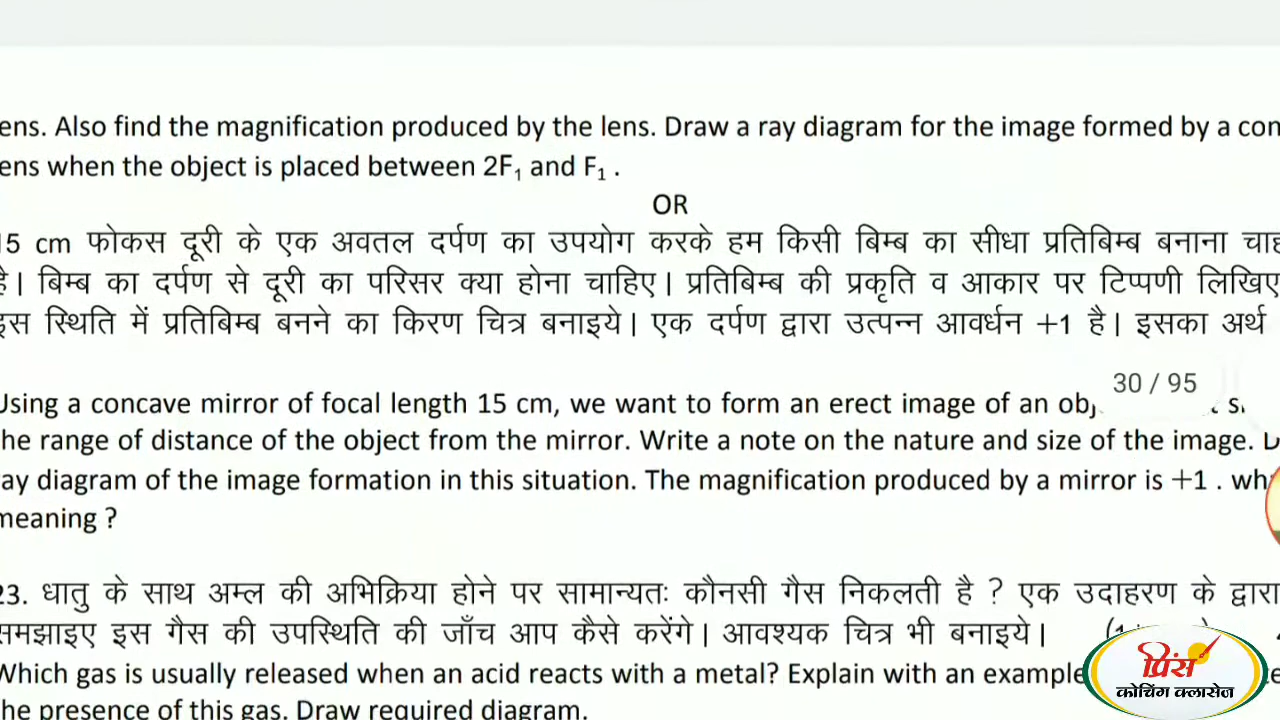 ens. Also find the magnification produced by the lens. Draw a ray diagram for the image formed by a con
ens when the object is placed between 2F₁ and F₁ .
OR
15 cm फोकस दूरी के एक अवतल दर्पण का उपयोग करके हम किसी बिम्ब का सीधा प्रतिबिम्ब बनाना चाह
है। बिम्ब का दर्पण से दूरी का परिसर क्या होना चाहिए। प्रतिबिम्ब की प्रकृति व आकार पर टिप्पणी लिखिए
इस स्थिति में प्रतिबिम्ब बनने का किरण चित्र बनाइये। एक दर्पण द्वारा उत्पन्न आवर्धन +1 है। इसका अर्थ
30 / 95
Using a concave mirror of focal length 15 cm, we want to form an erect image of an obj
he range of distance of the object from the mirror. Write a note on the nature and size of the image. D
ay diagram of the image formation in this situation. The magnification produced by a mirror is +1 . wh
meaning ?
23. धातु के साथ अम्ल की अभिक्रिया होने पर सामान्यतः कौनसी गैस निकलती है ? एक उदाहरण के द्वारा
समझाइए इस गैस की उपस्थिति की जाँच आप कैसे करेंगे। आवश्यक चित्र भी बनाइये।
Which gas is usually released when an acid reacts with a metal? Explain with an example
he presence of this gas. Draw required diagram.
प्रिंस
कोचिंग क्लासेज